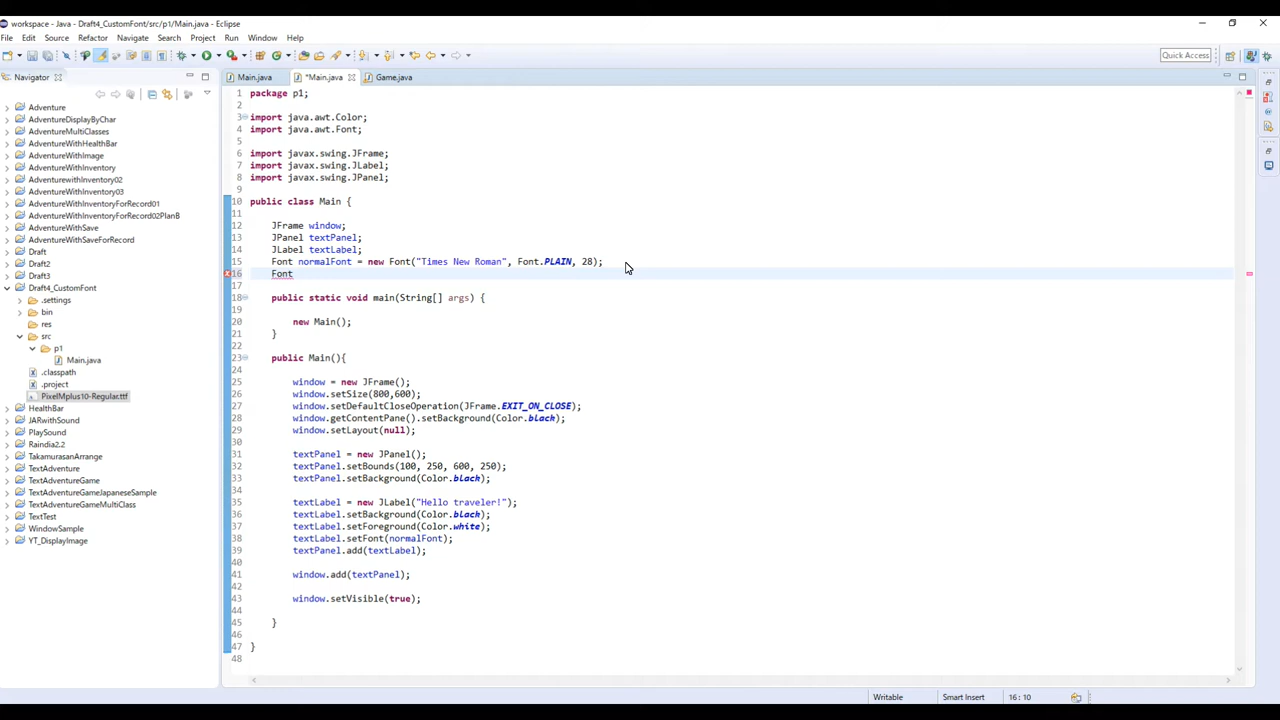 workspace - Java - Draft4_CustomFont/src/p1/Main.java - Eclipse
File Edit Source Refactor Navigate Search Project Run Window Help
Quick Access
Navigator
Main.java
*Main.java
Game.java
Adventure
AdventureDisplayByChar
AdventureMultiClasses
AdventureWithHealthBar
AdventureWithImage
AdventureWithInventory
Adventurewithinventory02
AdventureWithInventory03
AdventureWithInventoryForRecord01
AdventureWithInventoryForRecord02PlanB
AdventureWithSave
AdventureWithSaveForRecord
Draft
Draft2
Draft3
Draft4_CustomFont
.settings
bin
res
src
p1
Main.java
.classpath
.project
PixelMplus10-Regular.ttf
HealthBar
JARwithSound
PlaySound
Raindia2.2
TakamurasanArrange
TextAdventure
TextAdventureGame
TextAdventureGameJapaneseSample
TextAdventureGameMultiClass
TextTest
WindowSample
YT_DisplayImage
1 package p1;
2
3 import java.awt.Color;
4 import java.awt.Font;
5
6 import javax.swing.JFrame;
7 import javax.swing.JLabel;
8 import javax.swing.JPanel;
9
10 public class Main {
11
12 JFrame window;
13 JPanel textPanel;
14 JLabel textLabel;
15 Font normalFont = new Font("Times New Roman", Font.PLAIN, 28);
16 Font
17
18 public static void main(String[] args) {
19
20 new Main();
21 }
22
23 public Main(){
24
25 window = new JFrame();
26 window.setSize(800,600);
27 window.setDefaultCloseOperation(JFrame.EXIT_ON_CLOSE);
28 window.getContentPane().setBackground(Color.black);
29 window.setLayout(null);
30
31 textPanel = new JPanel();
32 textPanel.setBounds(100, 250, 600, 250);
33 textPanel.setBackground(Color.black);
34
35 textLabel = new JLabel("Hello traveler!");
36 textLabel.setBackground(Color.black);
37 textLabel.setForeground(Color.white);
38 textLabel.setFont(normalFont);
39 textPanel.add(textLabel);
40
41 window.add(textPanel);
42
43 window.setVisible(true);
44
45 }
46
47 }
48
Writable Smart Insert 16 : 10